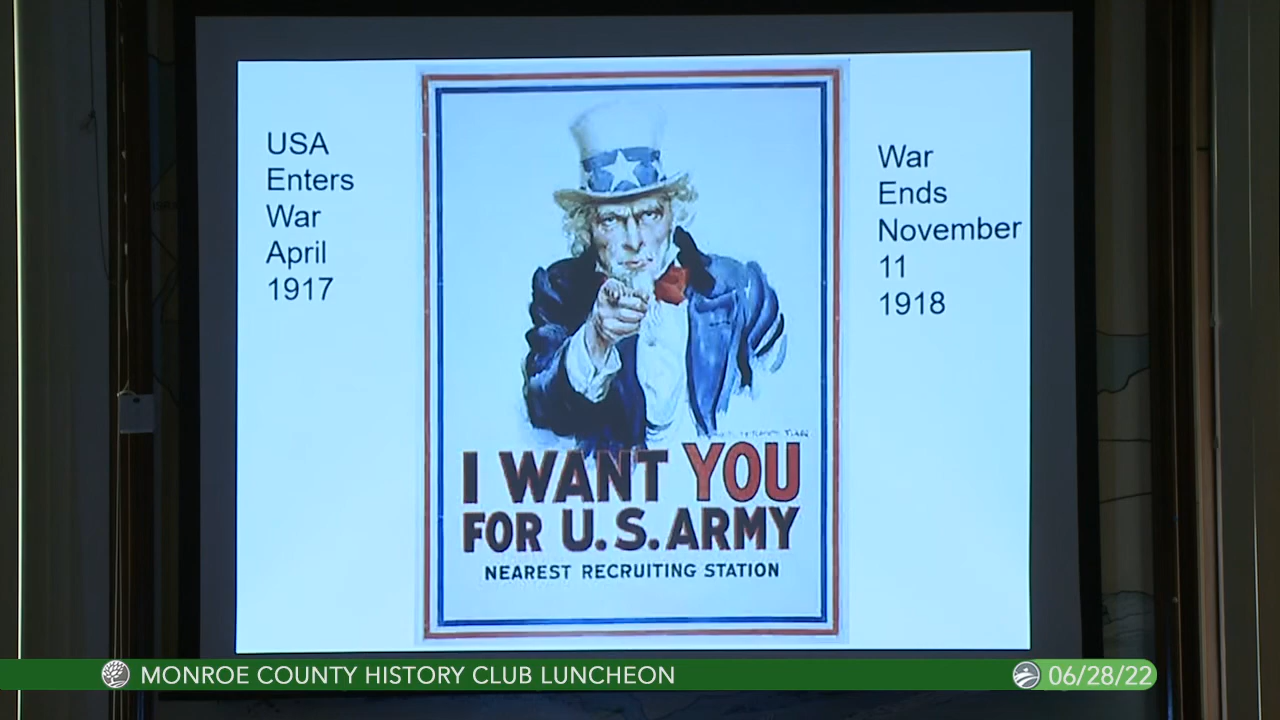 USA
Enters
War
April
1917
I WANT YOU
FOR U.S. ARMY
NEAREST RECRUITING STATION
War
Ends
November
11
1918
MONROE COUNTY HISTORY CLUB LUNCHEON
06/28/22